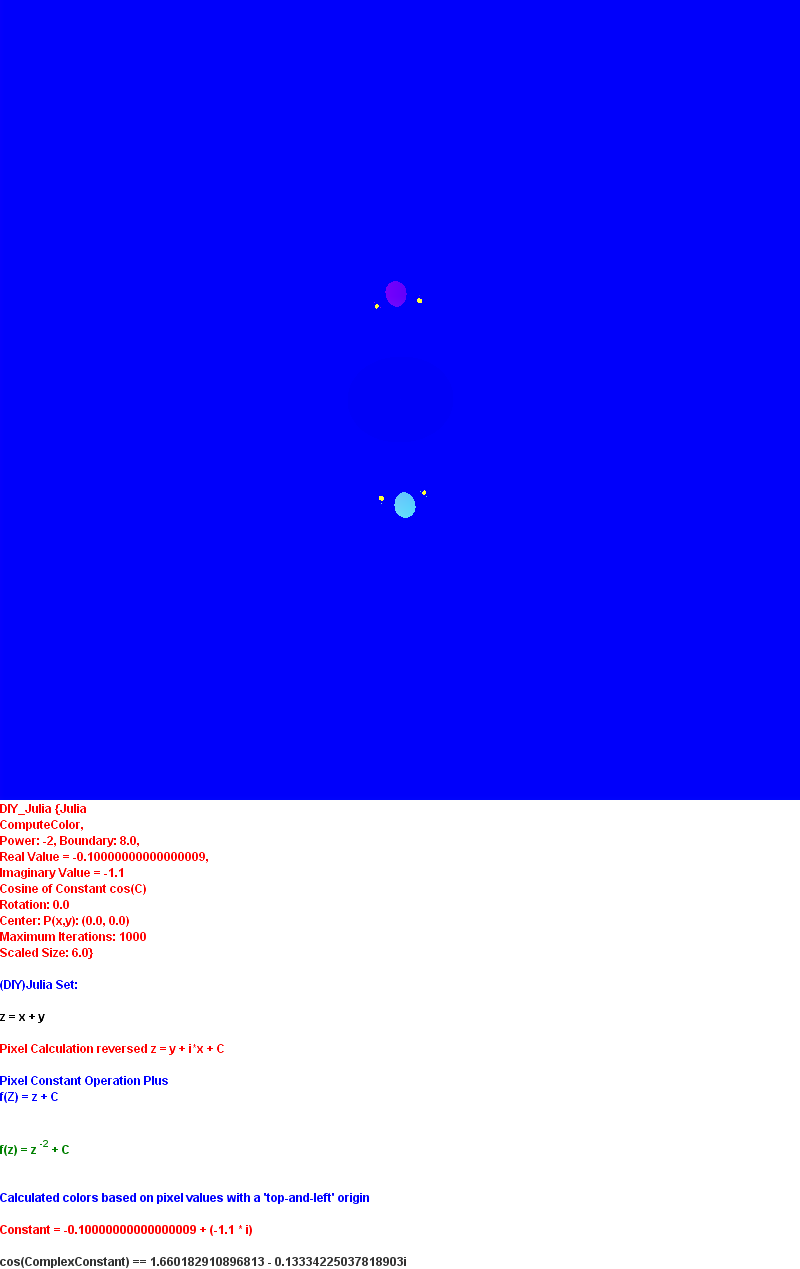 DIY_Julia {Julia
ComputeColor,
Power: -2, Boundary: 8.0,
Real Value = -0.10000000000000009,
Imaginary Value = -1.1
Cosine of Constant cos(C)
Rotation: 0.0
Center: P(x,y): (0.0, 0.0)
Maximum Iterations: 1000
Scaled Size: 6.0}
(DIY)Julia Set:
z = x + y
Pixel Calculation reversed z = y + i*x + C
Pixel Constant Operation Plus
f(Z) = z + C
f(z) = z -2 + C
Calculated colors based on pixel values with a 'top-and-left' origin
Constant = -0.10000000000000009 + (-1.1 * i)
cos(ComplexConstant) == 1.660182910896813 - 0.13334225037818903i